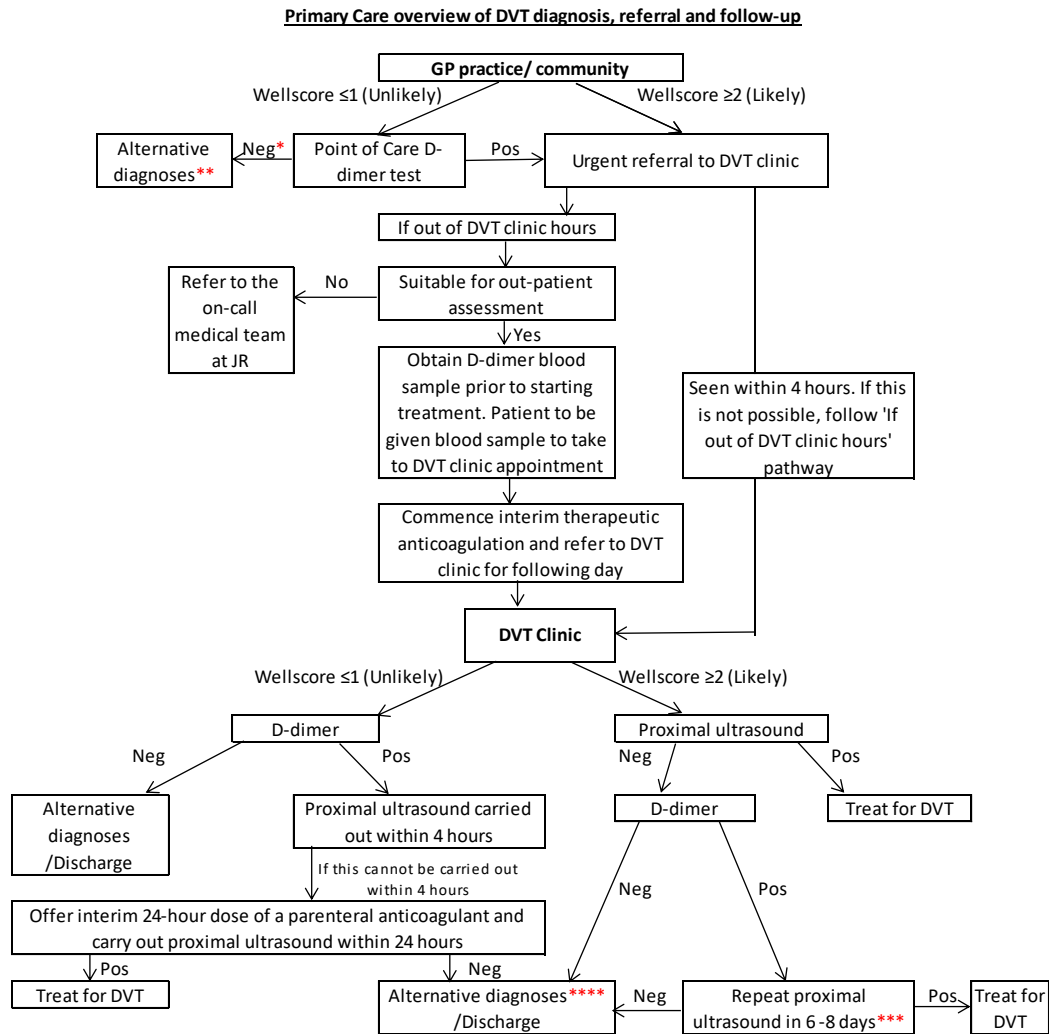 Primary Care overview of DVT diagnosis, referral and follow-up
GP practice/ community
Wellscore ≤1 (Unlikely)
Wellscore ≥2 (Likely)
Alternative
diagnoses**
Neg*
Point of Care D-
dimer test
Pos
Urgent referral to DVT clinic
If out of DVT clinic hours
Refer to the
on-call
medical team
at JR
No
Suitable for out-patient
assessment
Yes
Obtain D-dimer blood
sample prior to starting
treatment. Patient to be
given blood sample to take
to DVT clinic appointment
Seen within 4 hours. If this
is not possible, follow 'If
out of DVT clinic hours'
pathway
Commence interim therapeutic
anticoagulation and refer to DVT
clinic for following day
DVT Clinic
Wellscore ≤1 (Unlikely)
Wellscore ≥2 (Likely)
D-dimer
Proximal ultrasound
Neg
Pos
Neg
Pos
Alternative
diagnoses
/Discharge
Proximal ultrasound carried
out within 4 hours
D-dimer
Treat for DVT
If this cannot be carried out
within 4 hours
Neg
Pos
Offer interim 24-hour dose of a parenteral anticoagulant and
carry out proximal ultrasound within 24 hours
Pos
Neg
Treat for DVT
Alternative diagnoses****
/Discharge
Neg
Repeat proximal
ultrasound in 6 -8 days***
Pos
Treat for
DVT